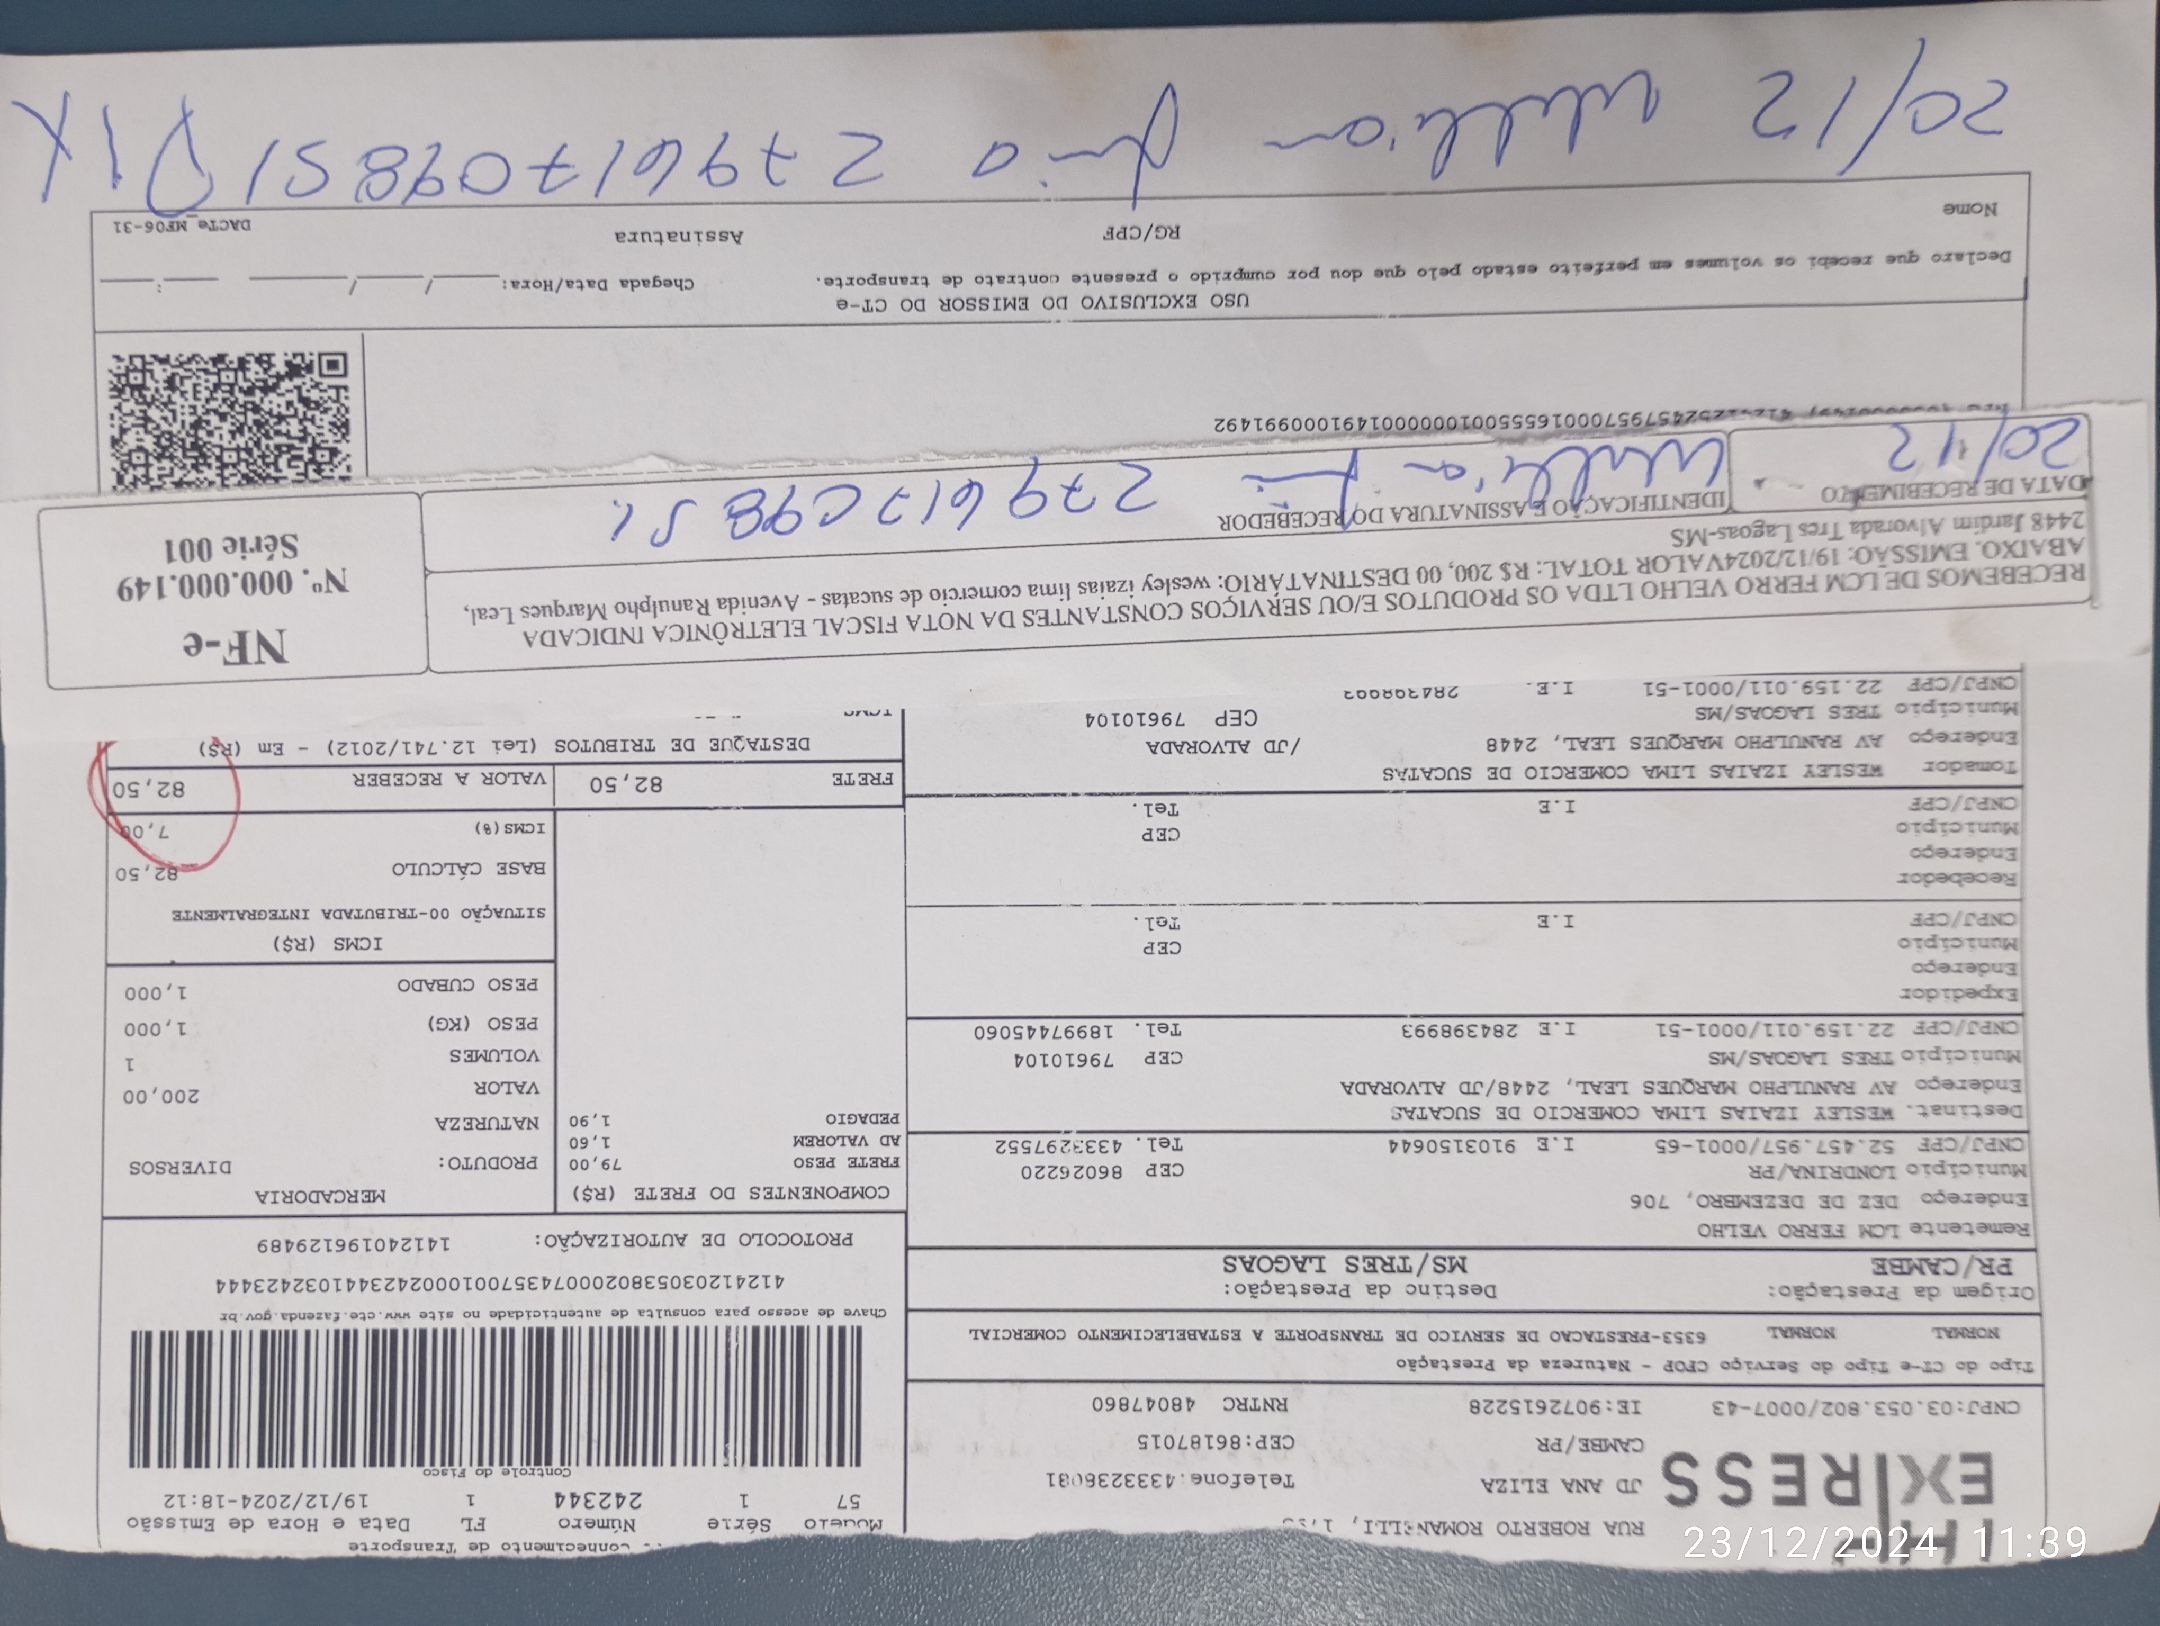 Conhecimento de Transporte
Modelo Série Número FL Data e Hora de Emissão
57 1 242344 1 19/12/2024-18:12
Controle do Fisco
EXPRESS
RUA ROBERTO ROMANELLI,
JD ANA ELIZA Telefone:4333238081
CAMBE/PR CEP:86187015
CNPJ:03.053.802/0007-43 IE:9072615228 RNTRC 48047860
Tipo do CT-e Tipo do Serviço CFOP - Natureza da Prestação
NORMAL NORMAL 6353-PRESTACAO DE SERVICO DE TRANSPORTE A ESTABELECIMENTO COMERCIAL
Chave de acesso para consulta de autenticidade no site www.cte.fazenda.gov.br
41241203053802000743570010002423441032423444
PROTOCOLO DE AUTORIZAÇÃO: 141240196129489
Origem da Prestação: Destino da Prestação:
PR/CAMBE MS/TRES LAGOAS
Remetente LCM FERRO VELHO
Endereço DEZ DE DEZEMBRO, 706
Município LONDRINA/PR CEP 86026220
CNPJ/CPF 52.457.957/0001-65 I.E 9103150644 Tel. 4333297552
Destinat. WESLEY IZAIAS LIMA COMERCIO DE SUCATAS
Endereço AV RANULPHO MARQUES LEAL, 2448/JD ALVORADA
Município TRES LAGOAS/MS CEP 79610104
CNPJ/CPF 22.159.011/0001-51 I.E 284398993 Tel. 18997445060
Expedidor
Endereço
Município CEP
CNPJ/CPF I.E Tel.
Recebedor
Endereço
Município CEP
CNPJ/CPF I.E Tel.
Tomador WESLEY IZAIAS LIMA COMERCIO DE SUCATAS
Endereço AV RANULPHO MARQUES LEAL, 2448 /JD ALVORADA
Município TRES LAGOAS/MS CEP 79610104
CNPJ/CPF 22.159.011/0001-51 I.E. 284398993
COMPONENTES DO FRETE (R$)
FRETE PESO 79,00
AD VALOREM 1,60
PEDAGIO 1,90
MERCADORIA
PRODUTO: DIVERSOS
NATUREZA
VALOR 200,00
VOLUMES 1
PESO (KG) 1,000
PESO CUBADO 1,000
ICMS (R$)
SITUAÇÃO 00-TRIBUTADA INTEGRALMENTE
BASE CÁLCULO 82,50
ICMS(%) 7,00
FRETE 82,50 VALOR A RECEBER 82,50
DESTAQUE DE TRIBUTOS (Lei 12.741/2012) - Em (R$)
ICMS
RECEBEMOS DE LCM FERRO VELHO LTDA OS PRODUTOS E/OU SERVIÇOS CONSTANTES DA NOTA FISCAL ELETRÔNICA INDICADA
ABAIXO. EMISSÃO: 19/12/2024VALOR TOTAL: R$ 200,00 DESTINATÁRIO: wesley izaias lima comercio de sucatas - Avenida Ranulpho Marques Leal,
2448 Jardim Alvorada Tres Lagoas-MS
DATA DE RECEBIMENTO IDENTIFICAÇÃO E ASSINATURA DO RECEBEDOR
20/12
NF-e
Nº. 000.000.149
Série 001
USO EXCLUSIVO DO EMISSOR DO CT-e
Declaro que recebi os volumes em perfeito estado pelo que dou por cumprido o presente contrato de transporte. Chegada Data/Hora: ____/____/____ ___:___
Nome RG/CPF Assinatura DACTe_MF06-31
20/12 27961709851
23/12/2024 11:39